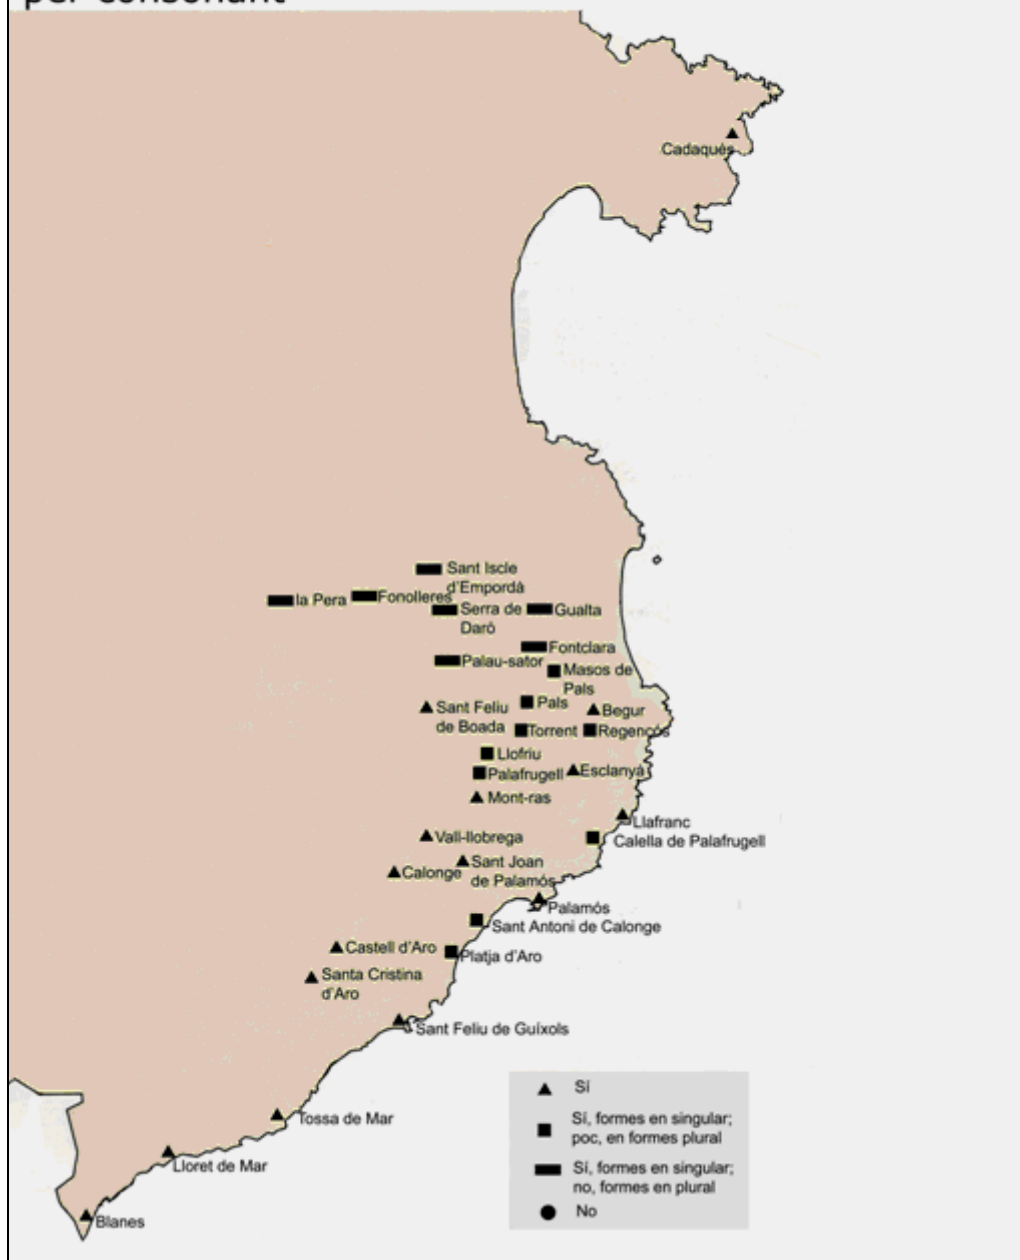 per consonant
Cadaqués
Sant Iscle
d'Empordà
la Pera
Fonolleres
Serra de
Daró
Gualta
Fontclara
Palau-sator
Masos de
Pals
Pals
Sant Feliu
de Boada
Begur
Torrent
Regencós
Llofriu
Palafrugell
Esclanyà
Mont-ras
Llafranc
Vall-llobrega
Calella de Palafrugell
Sant Joan
de Palamós
Calonge
Palamós
Sant Antoni de Calonge
Castell d'Aro
Platja d'Aro
Santa Cristina
d'Aro
Sant Feliu de Guíxols
Tossa de Mar
Lloret de Mar
Blanes
Sí
Sí, formes en singular;
poc, en formes plural
Sí, formes en singular;
no, formes en plural
No